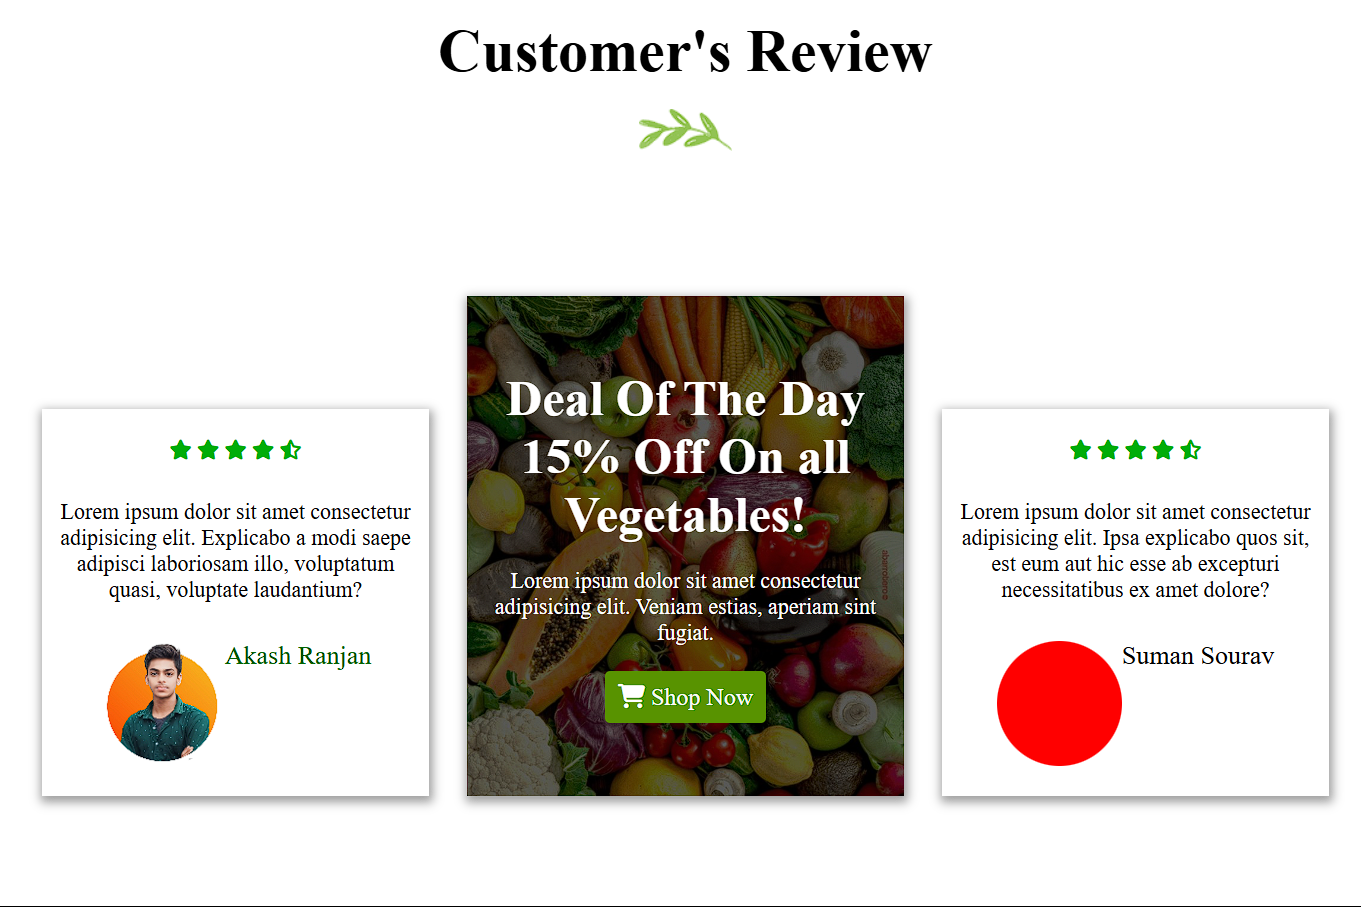 Customer's Review
Lorem ipsum dolor sit amet consectetur
adipisicing elit. Explicabo a modi saepe
adipisci laboriosam illo, voluptatum
quasi, voluptate laudantium?
Akash Ranjan
Deal Of The Day
15% Off On all
Vegetables!
Lorem ipsum dolor sit amet consectetur
adipisicing elit. Veniam estias, aperiam sint
fugiat.
Shop Now
Lorem ipsum dolor sit amet consectetur
adipisicing elit. Ipsa explicabo quos sit,
est eum aut hic esse ab excepturi
necessitatibus ex amet dolore?
Suman Sourav